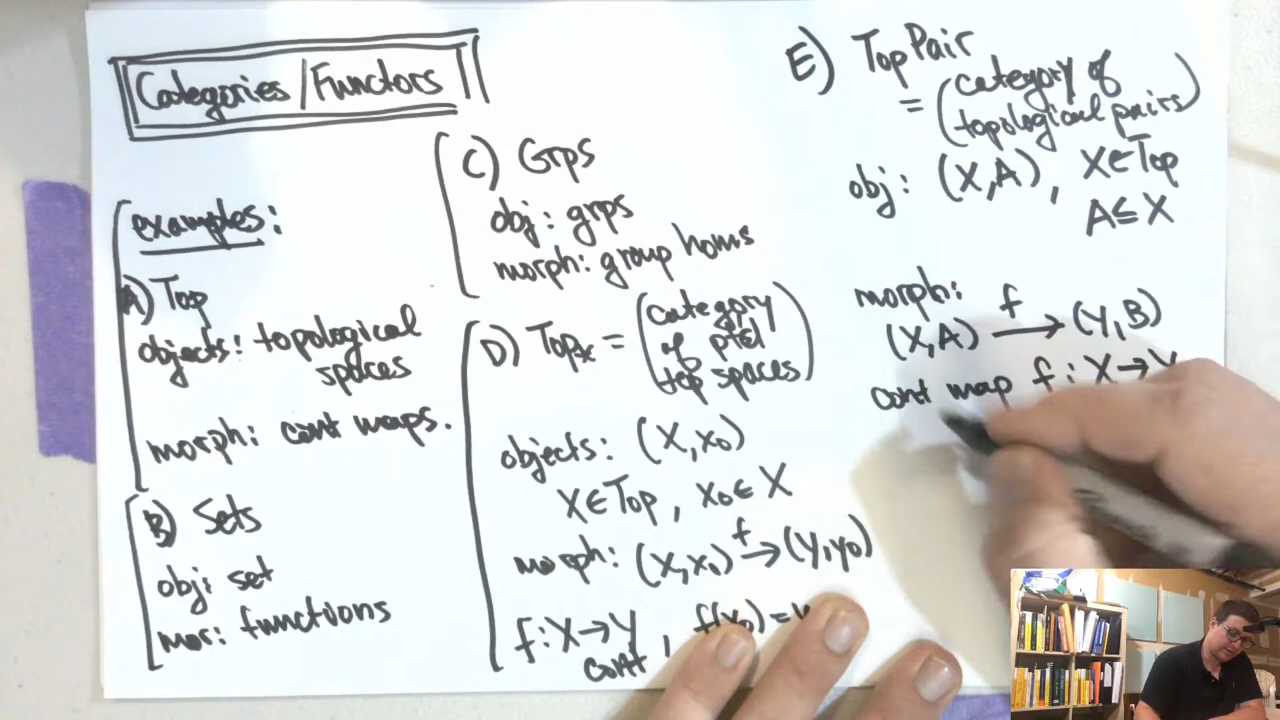 Categories/Functors
examples:
A) Top
objects: topological
spaces
morph: cont maps.
B) Sets
obj: set
mor: functions
C) Grps
obj: grps
morph: group homs
D) Top* = (category
of ptd
top spaces)
objects: (X,x₀)
X∈Top, x₀∈X
morph: (X,x₀) →f (Y,y₀)
f: X→Y, f(x₀)=
cont
E) TopPair
= (category of
topological pairs)
obj: (X,A), X∈Top
A⊆X
morph:
(X,A) →f (Y,B)
cont map f: X→Y